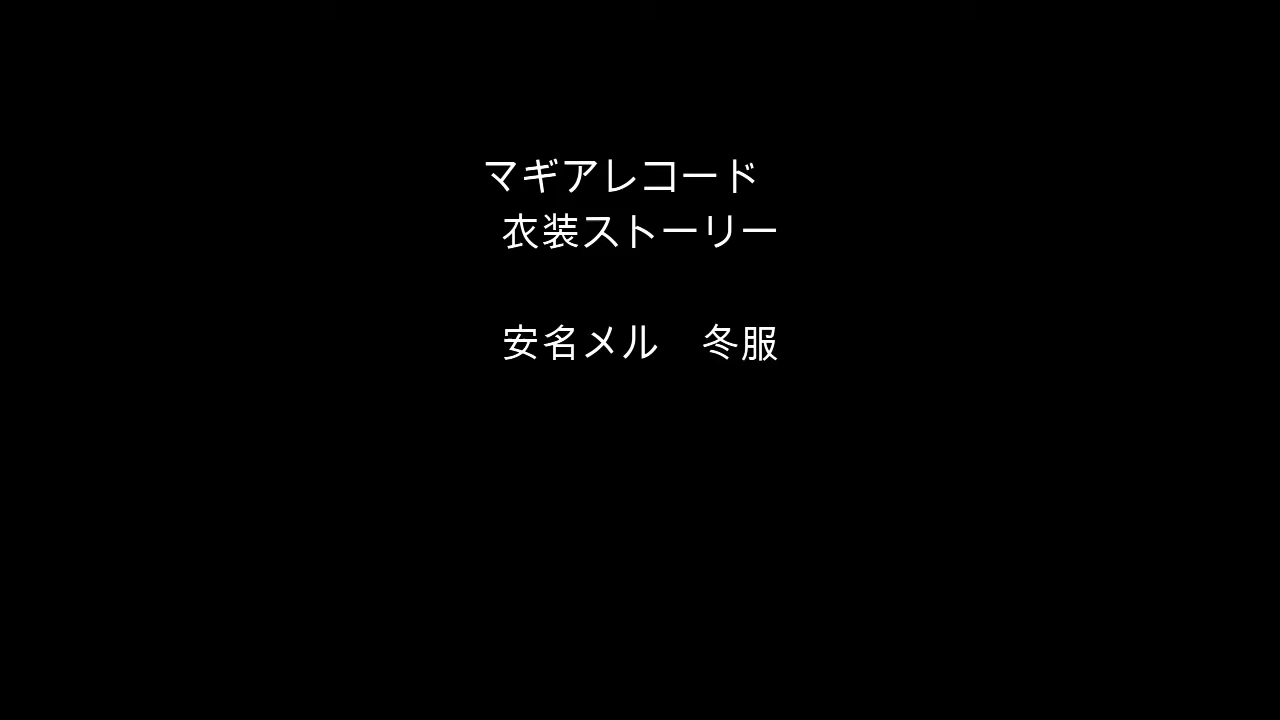 マギアレコード
衣装ストーリー
安名メル　冬服